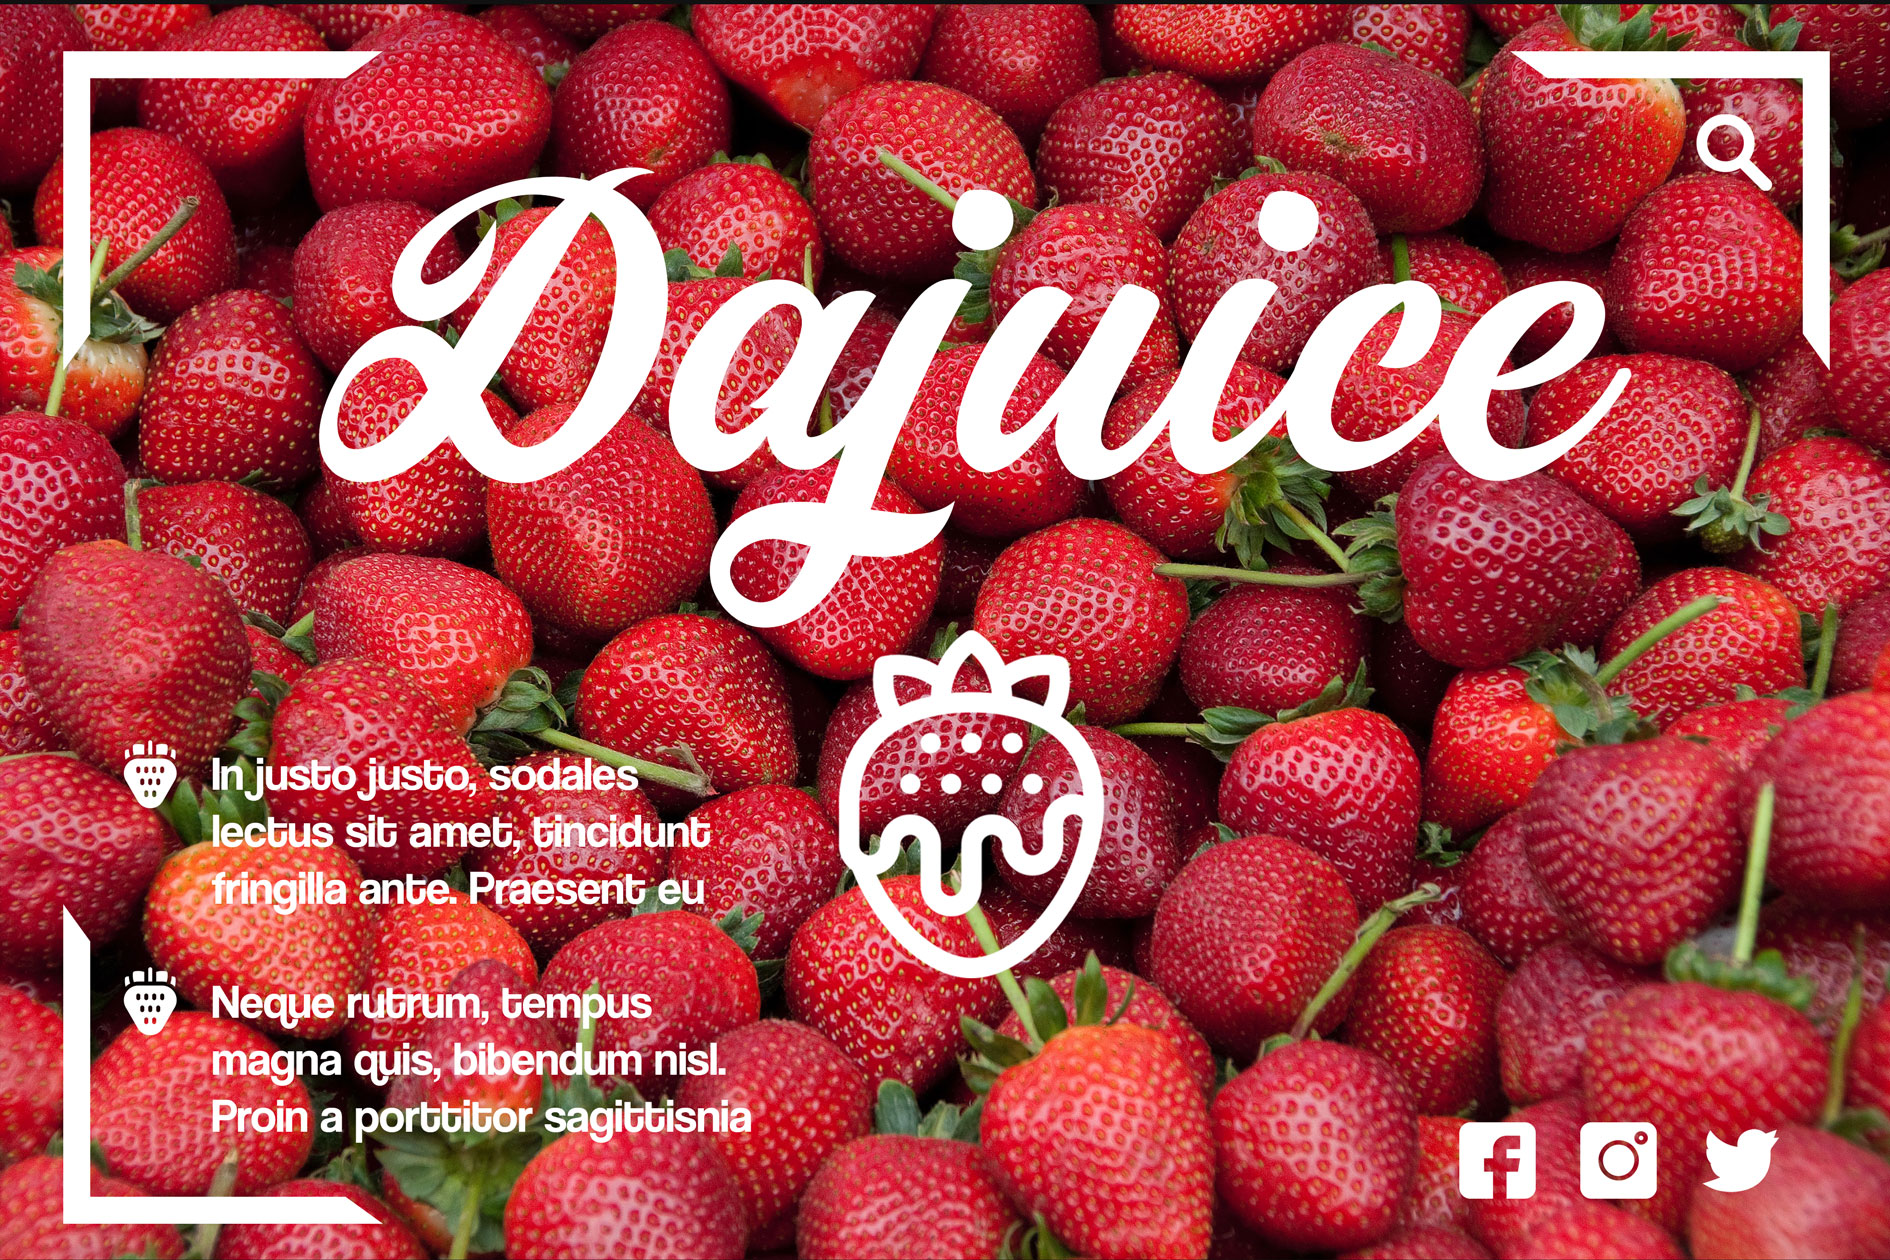 Dajuice
In justo justo, sodales
lectus sit amet, tincidunt
fringilla ante. Praesent eu
Neque rutrum, tempus
magna quis, bibendum nisl.
Proin a porttitor sagittisnia